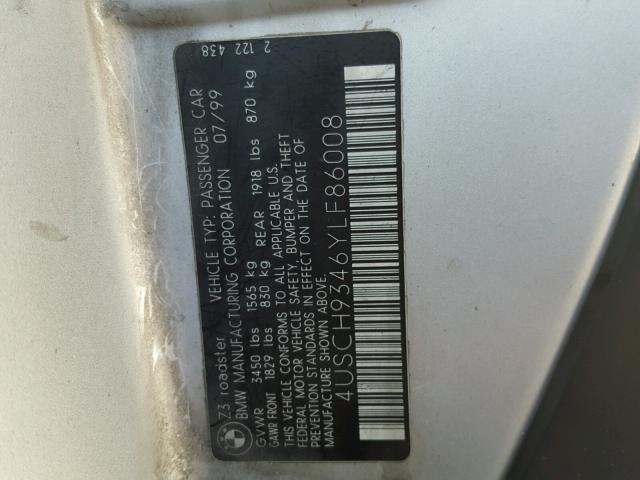 Z3 roadster VEHICLE TYP: PASSENGER CAR
BMW MANUFACTURING CORPORATION 07/99
GVWR 3450 lbs 1565 kg REAR 1918 lbs 870 kg
GAWR FRONT 1829 lbs 830 kg
THIS VEHICLE CONFORMS TO ALL APPLICABLE U.S.
FEDERAL MOTOR VEHICLE SAFETY, BUMPER AND THEFT
PREVENTION STANDARDS IN EFFECT ON THE DATE OF
MANUFACTURE SHOWN ABOVE.
4USCH9346YLF86008
2 122 438